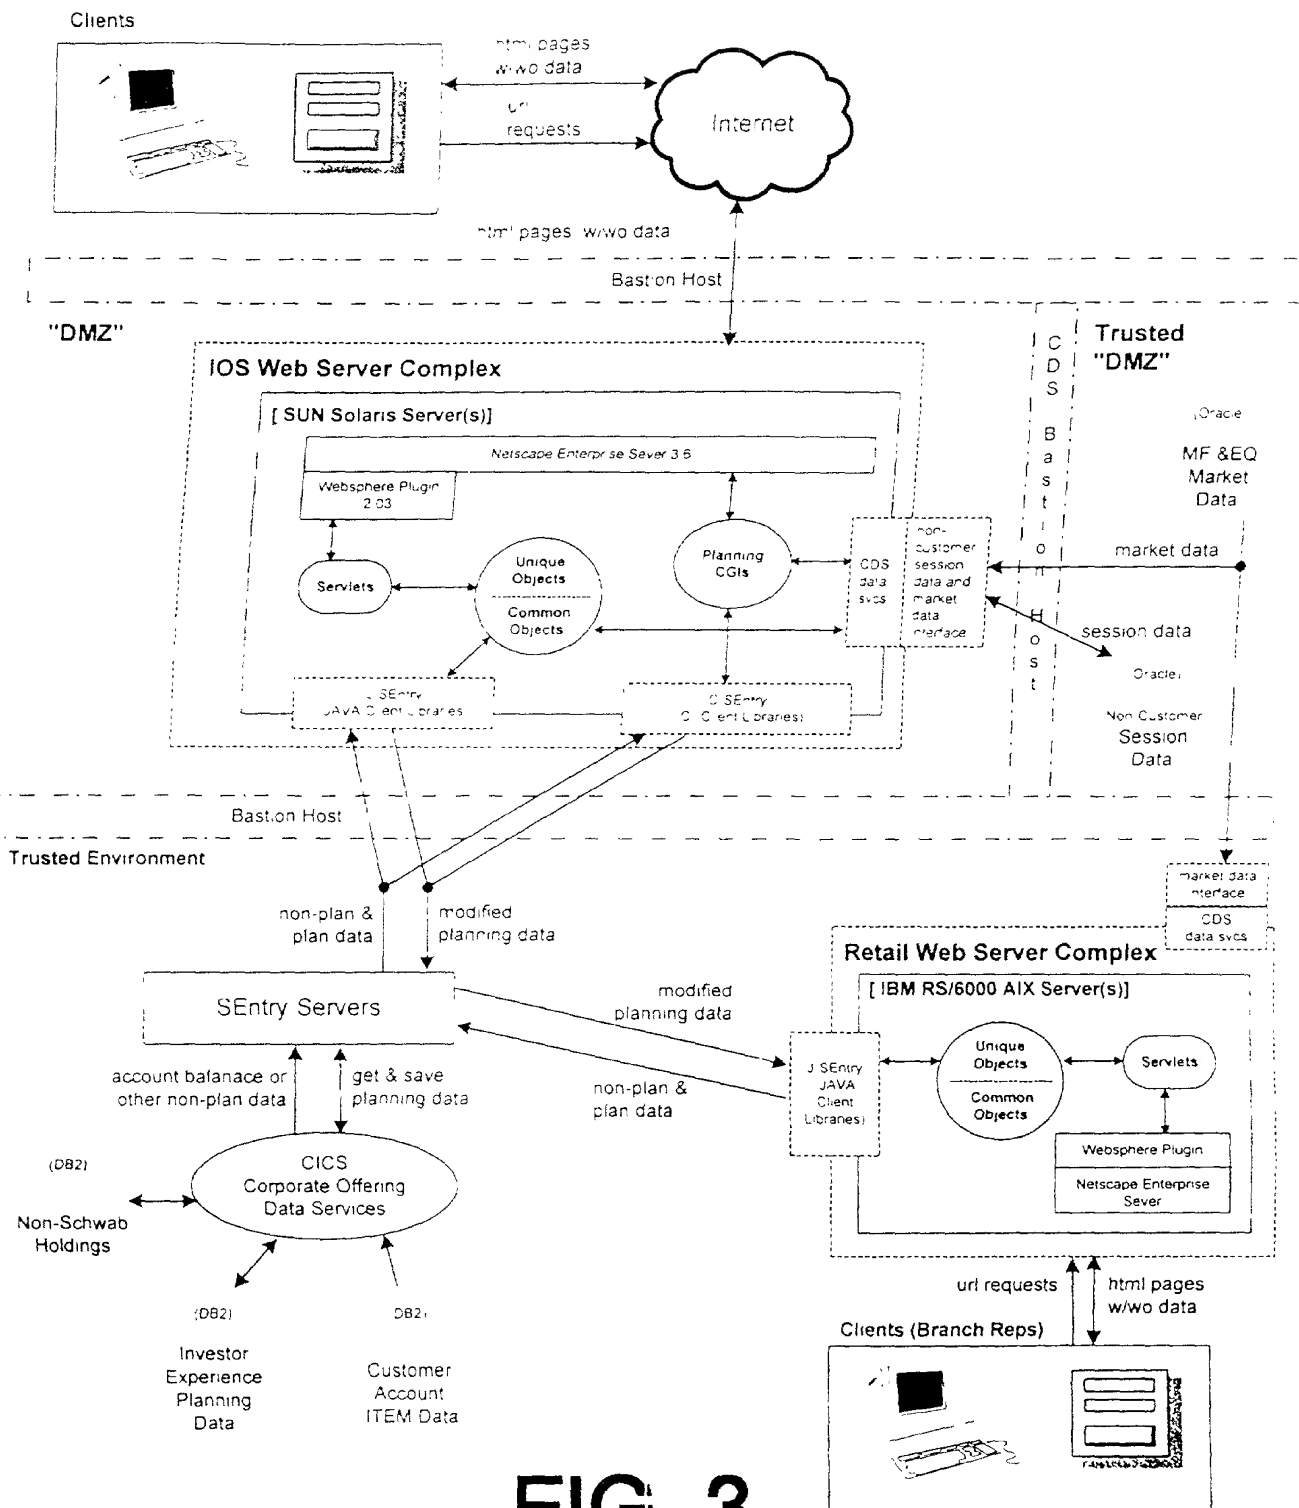 Clients
html pages
w/wo data
url
requests
Internet
html pages w/wo data
Bastion Host
"DMZ"
Trusted
"DMZ"
CDS Bastion Host
IOS Web Server Complex
[ SUN Solaris Server(s)]
Netscape Enterprise Sever 3.6
Websphere Plugin
2.03
(Oracle)
MF &EQ
Market
Data
Servlets
Unique
Objects
Common
Objects
Planning
CGIs
CDS
data
svcs
non-
customer
session
data and
market
data
interface
market data
session data
(Oracle)
Non Customer
Session
Data
SEntry
JAVA Client Libraries
SEntry
Client Libraries)
Bastion Host
Trusted Environment
non-plan &
plan data
modified
planning data
market data
interface
CDS
data svcs
Retail Web Server Complex
[ IBM RS/6000 AIX Server(s)]
SEntry Servers
modified
planning data
non-plan &
plan data
J SEntry
JAVA
Client
Libraries)
Unique
Objects
Common
Objects
Servlets
Websphere Plugin
Netscape Enterprise
Sever
account bafanace or
other non-plan data
get & save
planning data
CICS
Corporate Offering
Data Services
(DB2)
Non-Schwab
Holdings
(DB2)
Investor
Experience
Planning
Data
(DB2)
Customer
Account
ITEM Data
url requests
html pages
w/wo data
Clients (Branch Reps)
FIG. 3